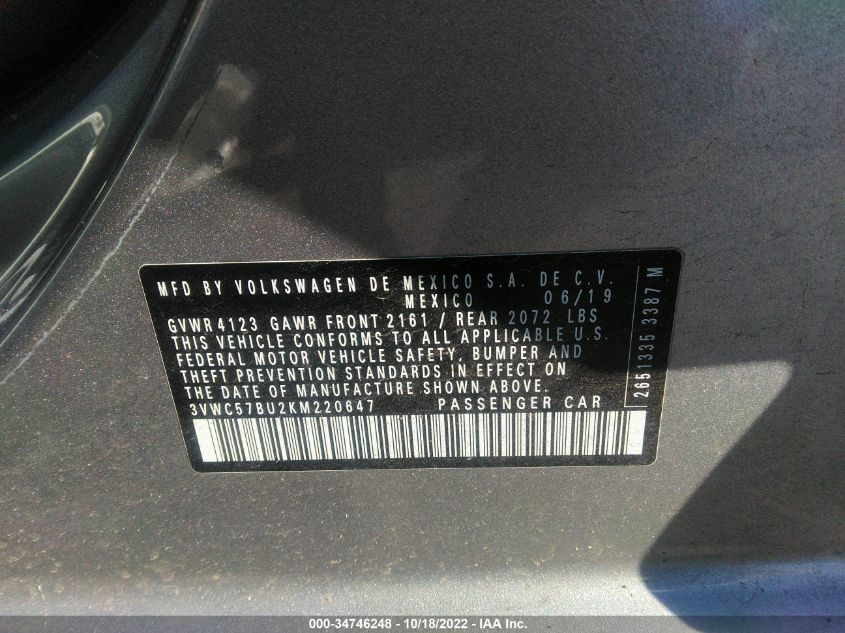 MFD BY VOLKSWAGEN DE MEXICO S.A. DE C.V.
MEXICO 06/19
GVWR 4123 GAWR FRONT 2161 / REAR 2072 LBS
THIS VEHICLE CONFORMS TO ALL APPLICABLE U.S.
FEDERAL MOTOR VEHICLE SAFETY, BUMPER AND
THEFT PREVENTION STANDARDS IN EFFECT ON
THE DATE OF MANUFACTURE SHOWN ABOVE.
3VWC57BU2KM220647 PASSENGER CAR
2651335 3387 M
000-34746248 - 10/18/2022 - IAA Inc.